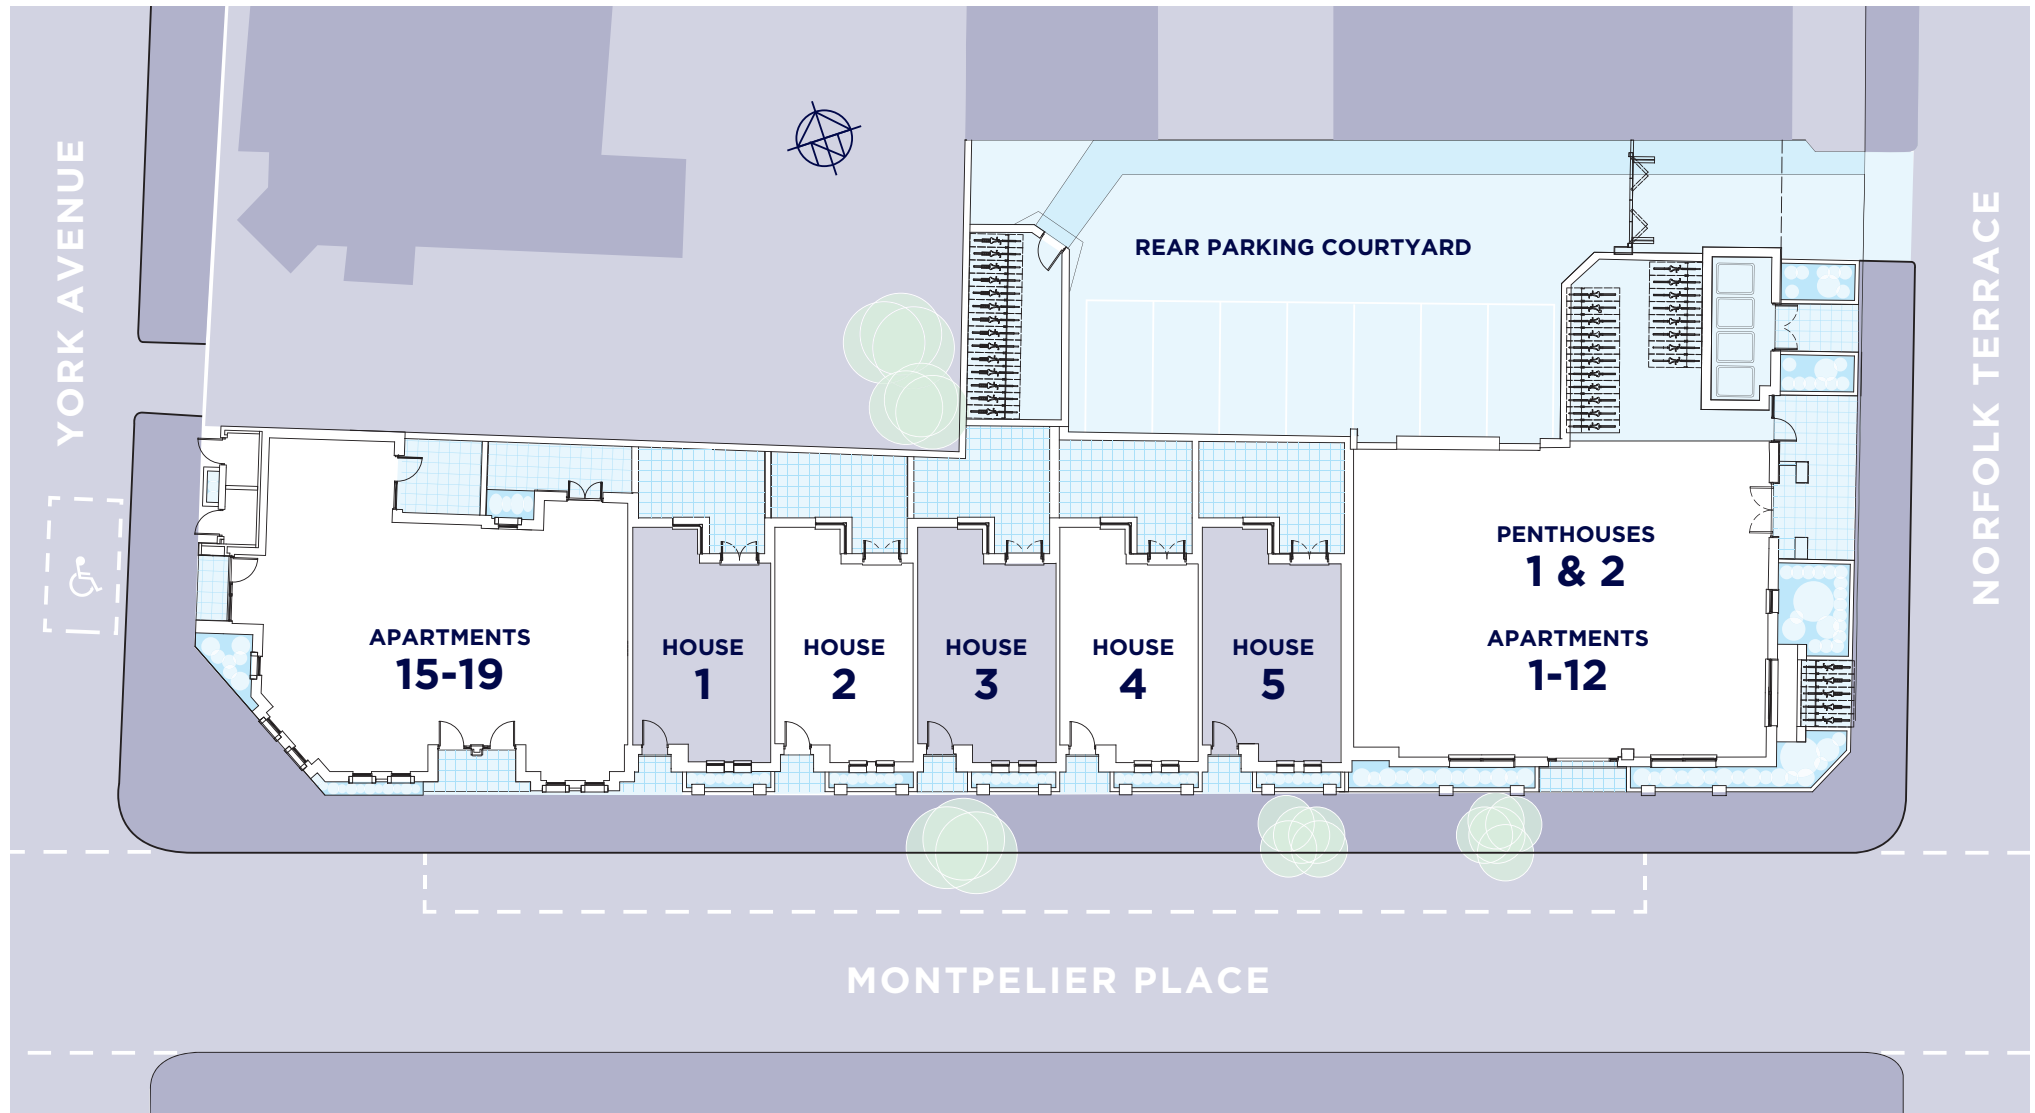 YORK AVENUE
REAR PARKING COURTYARD
NORFOLK TERRACE
APARTMENTS
15-19
HOUSE
1
HOUSE
2
HOUSE
3
HOUSE
4
HOUSE
5
PENTHOUSES
1 & 2
APARTMENTS
1-12
MONTPELIER PLACE